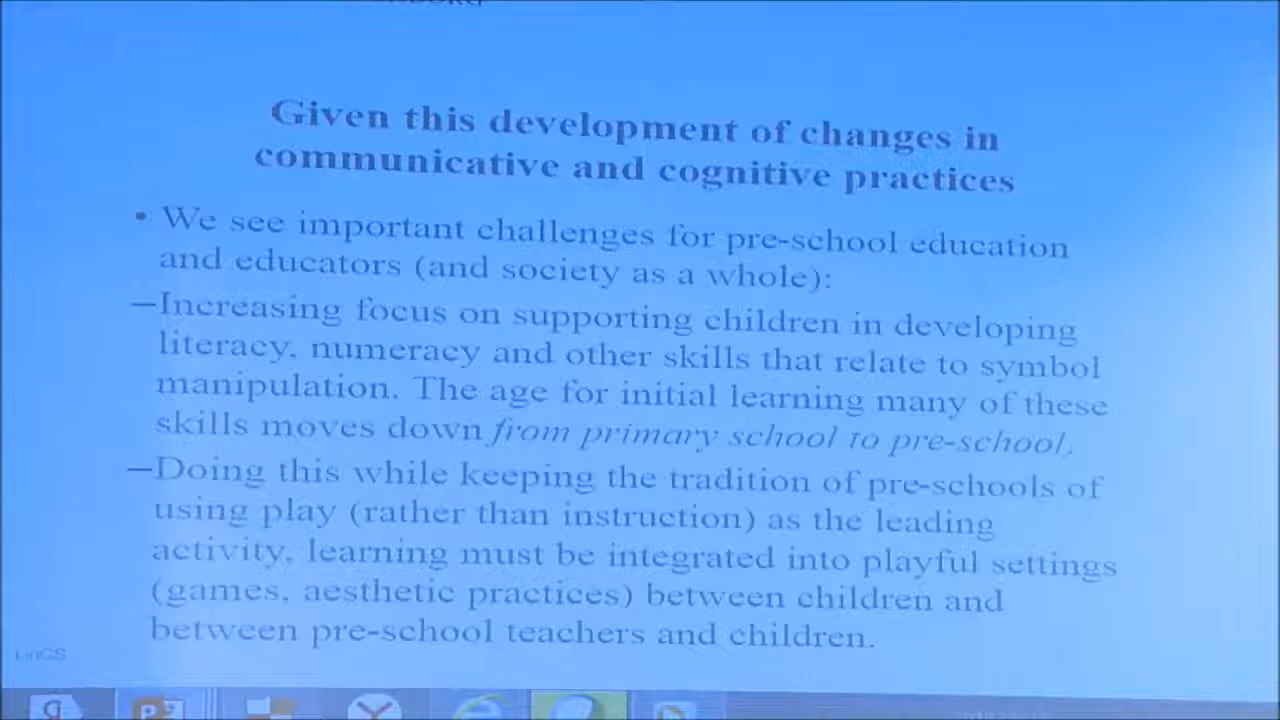 Given this development of changes in
communicative and cognitive practices
• We see important challenges for pre-school education
and educators (and society as a whole):
–Increasing focus on supporting children in developing
literacy, numeracy and other skills that relate to symbol
manipulation. The age for initial learning many of these
skills moves down from primary school to pre-school.
–Doing this while keeping the tradition of pre-schools of
using play (rather than instruction) as the leading
activity, learning must be integrated into playful settings
(games, aesthetic practices) between children and
between pre-school teachers and children.
LinCS